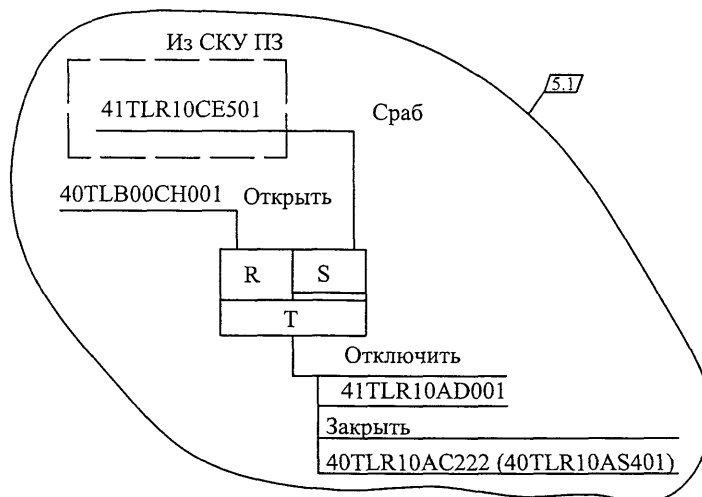 Из СКУ ПЗ
5.1
41TLR10CE501
Сраб
40TLB00CH001 Открыть
R S
T
Отключить
41TLR10AD001
Закрыть
40TLR10AC222 (40TLR10AS401)